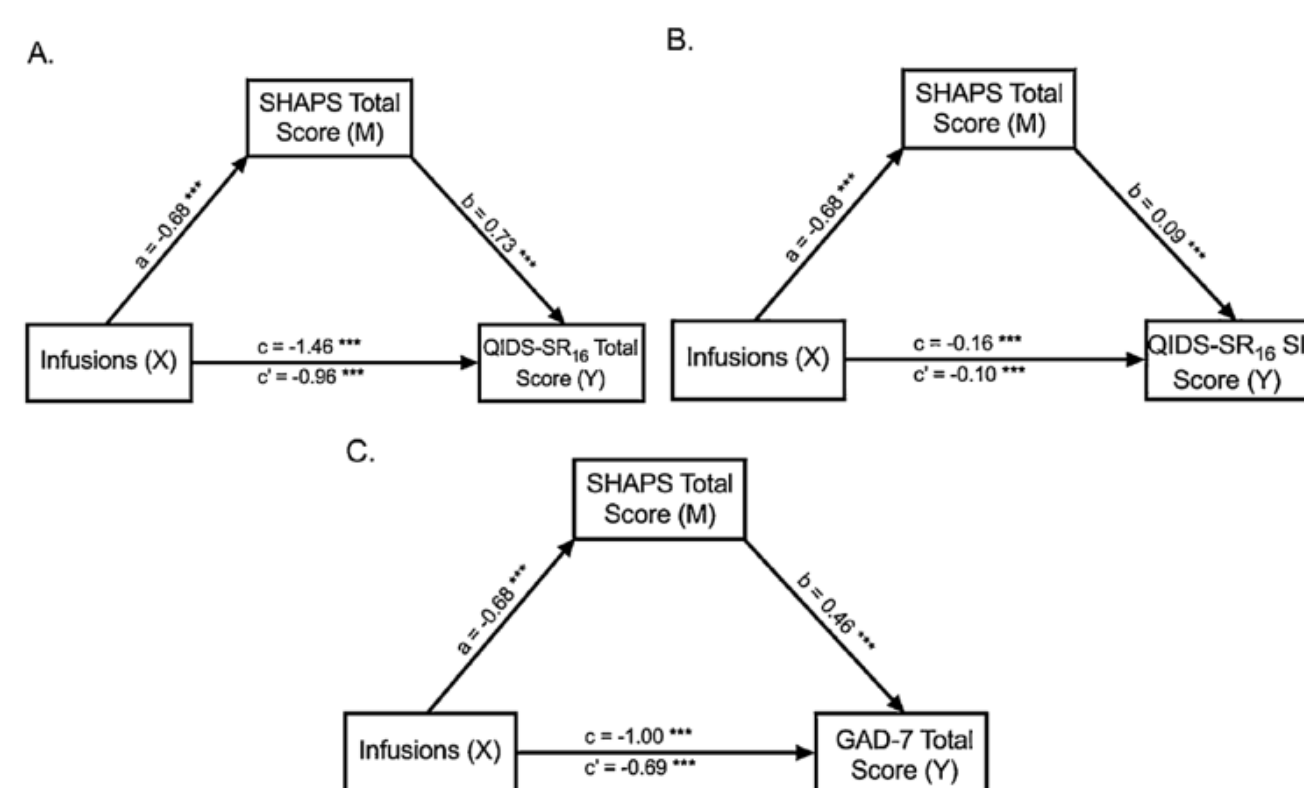 A.
SHAPS Total
Score (M)
a = -0.68 ***
b = 0.73 ***
Infusions (X)
c = -1.46 ***
c' = -0.96 ***
QIDS-SR₁₆ Total
Score (Y)
B.
SHAPS Total
Score (M)
a = -0.68 ***
b = 0.09 ***
Infusions (X)
c = -0.16 ***
c' = -0.10 ***
QIDS-SR₁₆ SI
Score (Y)
C.
SHAPS Total
Score (M)
a = -0.68 ***
b = 0.46 ***
Infusions (X)
c = -1.00 ***
c' = -0.69 ***
GAD-7 Total
Score (Y)